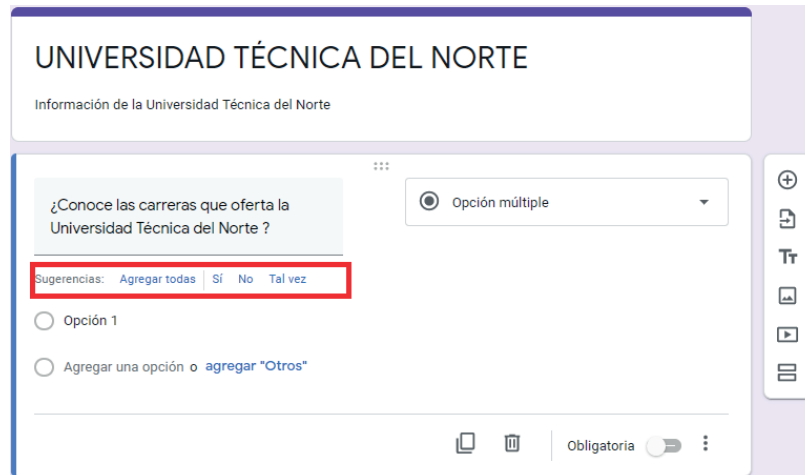 UNIVERSIDAD TÉCNICA DEL NORTE
Información de la Universidad Técnica del Norte
¿Conoce las carreras que oferta la
Universidad Técnica del Norte ?
Opción múltiple
Sugerencias: Agregar todas Sí No Tal vez
Opción 1
Agregar una opción o agregar "Otros"
Tт
Obligatoria